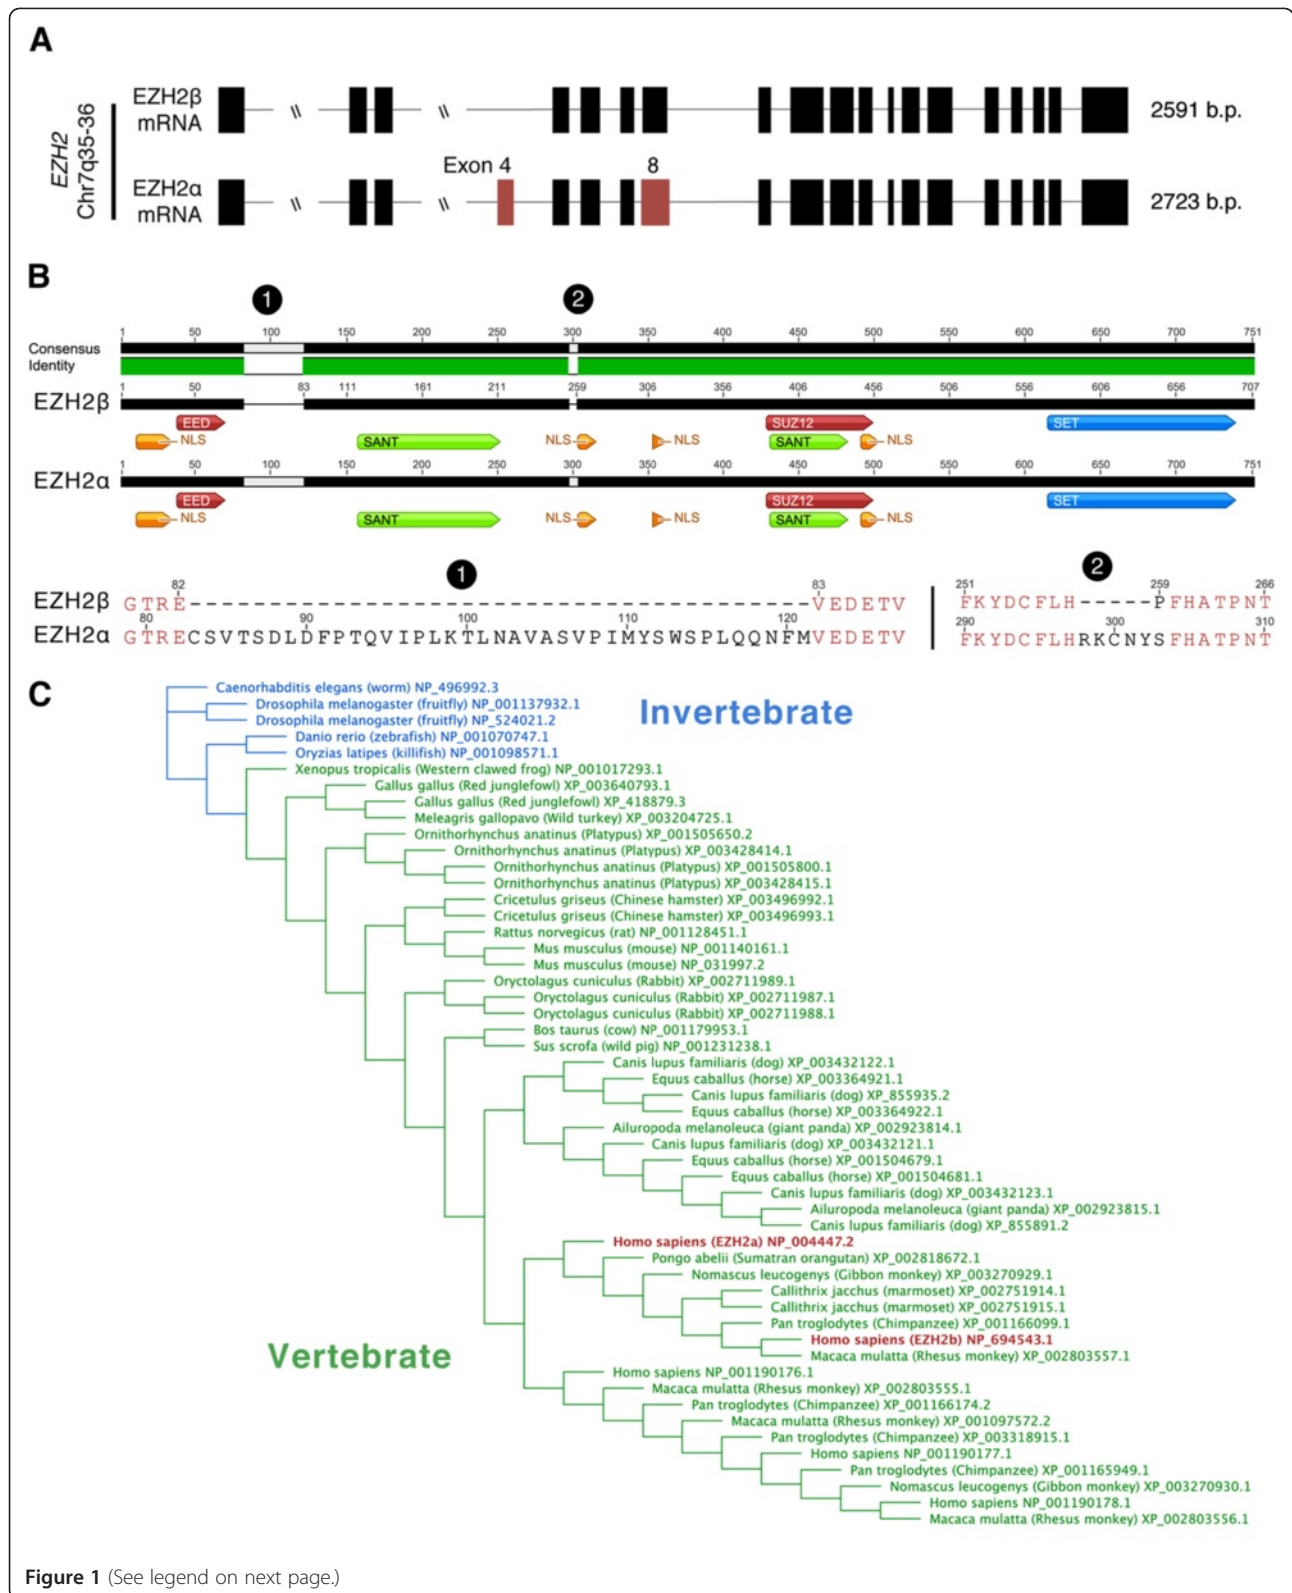 A
EZH2
Chr7q35-36
EZH2β
mRNA
2591 b.p.
Exon 4
8
EZH2α
mRNA
2723 b.p.
B
1
2
1 50 100 150 200 250 300 350 400 450 500 550 600 650 700 751
Consensus
Identity
1 50 83 111 161 211 259 306 356 406 456 506 556 606 656 707
EZH2β
EED SUZ12 SET
NLS SANT NLS NLS SANT NLS
1 50 100 150 200 250 300 350 400 450 500 550 600 650 700 751
EZH2α
EED SUZ12 SET
NLS SANT NLS NLS SANT NLS
1
2
82 83 251 259 266
EZH2β GTRE---------------------------------------VEDETV FKYDCFLH-----PFHATPNT
80 90 100 110 120 290 300 310
EZH2α GTRECSVTSDLDFPTQVIPLKTLNAVASVPIMYSWSPLQQNFMVEDETV FKYDCFLHRKCNYSFHATPNT
C
Caenorhabditis elegans (worm) NP_496992.3
Drosophila melanogaster (fruitfly) NP_001137932.1
Invertebrate
Drosophila melanogaster (fruitfly) NP_524021.2
Danio rerio (zebrafish) NP_001070747.1
Oryzias latipes (killifish) NP_001098571.1
Xenopus tropicalis (Western clawed frog) NP_001017293.1
Gallus gallus (Red junglefowl) XP_003640793.1
Gallus gallus (Red junglefowl) XP_418879.3
Meleagris gallopavo (Wild turkey) XP_003204725.1
Ornithorhynchus anatinus (Platypus) XP_001505650.2
Ornithorhynchus anatinus (Platypus) XP_003428414.1
Ornithorhynchus anatinus (Platypus) XP_001505800.1
Ornithorhynchus anatinus (Platypus) XP_003428415.1
Cricetulus griseus (Chinese hamster) XP_003496992.1
Cricetulus griseus (Chinese hamster) XP_003496993.1
Rattus norvegicus (rat) NP_001128451.1
Mus musculus (mouse) NP_001140161.1
Mus musculus (mouse) NP_031997.2
Oryctolagus cuniculus (Rabbit) XP_002711989.1
Oryctolagus cuniculus (Rabbit) XP_002711987.1
Oryctolagus cuniculus (Rabbit) XP_002711988.1
Bos taurus (cow) NP_001179953.1
Sus scrofa (wild pig) NP_001231238.1
Canis lupus familiaris (dog) XP_003432122.1
Equus caballus (horse) XP_003364921.1
Canis lupus familiaris (dog) XP_855935.2
Equus caballus (horse) XP_003364922.1
Ailuropoda melanoleuca (giant panda) XP_002923814.1
Canis lupus familiaris (dog) XP_003432121.1
Equus caballus (horse) XP_001504679.1
Equus caballus (horse) XP_001504681.1
Canis lupus familiaris (dog) XP_003432123.1
Ailuropoda melanoleuca (giant panda) XP_002923815.1
Canis lupus familiaris (dog) XP_855891.2
Homo sapiens (EZH2a) NP_004447.2
Pongo abelii (Sumatran orangutan) XP_002818672.1
Nomascus leucogenys (Gibbon monkey) XP_003270929.1
Callithrix jacchus (marmoset) XP_002751914.1
Callithrix jacchus (marmoset) XP_002751915.1
Pan troglodytes (Chimpanzee) XP_001166099.1
Homo sapiens (EZH2b) NP_694543.1
Vertebrate
Macaca mulatta (Rhesus monkey) XP_002803557.1
Homo sapiens NP_001190176.1
Macaca mulatta (Rhesus monkey) XP_002803555.1
Pan troglodytes (Chimpanzee) XP_001166174.2
Macaca mulatta (Rhesus monkey) XP_001097572.2
Pan troglodytes (Chimpanzee) XP_003318915.1
Homo sapiens NP_001190177.1
Pan troglodytes (Chimpanzee) XP_001165949.1
Nomascus leucogenys (Gibbon monkey) XP_003270930.1
Homo sapiens NP_001190178.1
Macaca mulatta (Rhesus monkey) XP_002803556.1
Figure 1 (See legend on next page.)